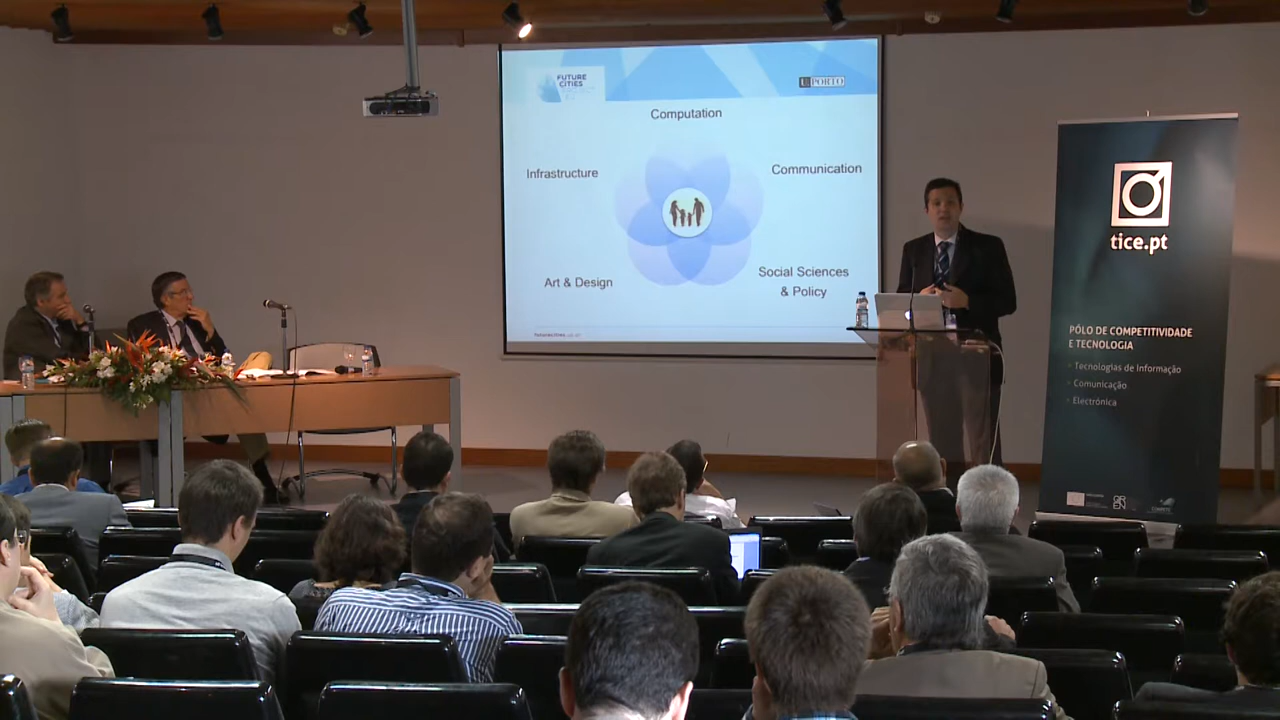 FUTURE
CITIES
U.PORTO
Computation
Infrastructure
Communication
Art & Design
Social Sciences
& Policy
tice.pt
PÓLO DE COMPETITIVIDADE
E TECNOLOGIA
Tecnologias de Informação
Comunicação
Electrónica
COMPETE